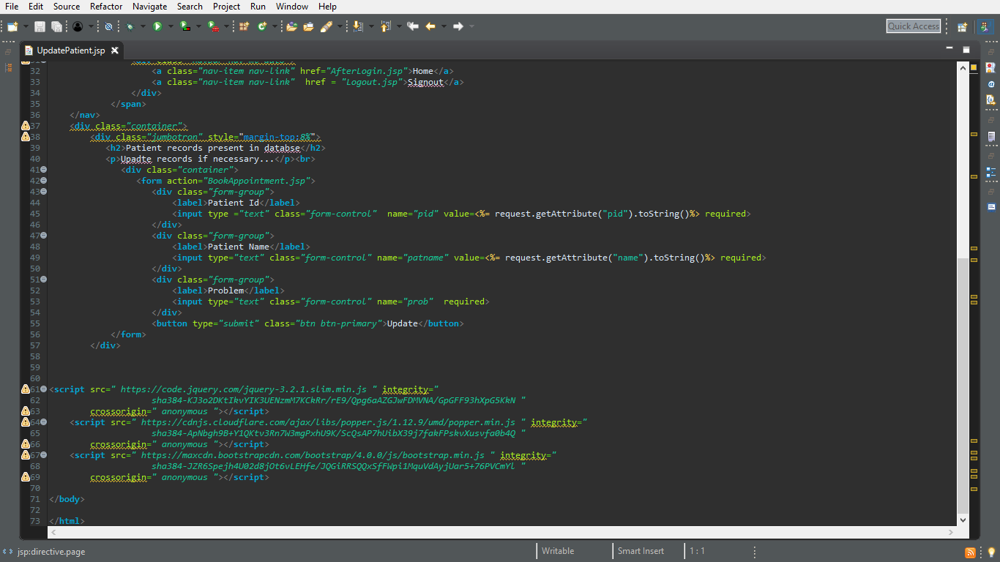 File Edit Source Refactor Navigate Search Project Run Window Help
Quick Access
UpdatePatient.jsp
32 <a class="nav-item nav-link" href="AfterLogin.jsp">Home</a>
33 <a class="nav-item nav-link"  href = "Logout.jsp">Signout</a>
34 </div>
35 </span>
36 </nav>
37 <div class="container">
38 <div class="jumbotron" style="margin-top:8%">
39 <h2>Patient records present in databse</h2>
40 <p>Upadte records if necessary...</p><br>
41 <div class="container">
42 <form action="BookAppointment.jsp">
43 <div class="form-group">
44 <label>Patient Id</label>
45 <input type ="text" class="form-control"  name="pid" value=<%= request.getAttribute("pid").toString()%> required>
46 </div>
47 <div class="form-group">
48 <label>Patient Name</label>
49 <input type="text" class="form-control" name="patname" value=<%= request.getAttribute("name").toString()%> required>
50 </div>
51 <div class="form-group">
52 <label>Problem</label>
53 <input type="text" class="form-control" name="prob"  required>
54 </div>
55 <button type="submit" class="btn btn-primary">Update</button>
56 </form>
57 </div>
58
59
60
61 <script src=" https://code.jquery.com/jquery-3.2.1.slim.min.js " integrity="
62 sha384-KJ3o2DKtIkvYIK3UENzmM7KCkRr/rE9/Qpg6aAZGJwFDMVNA/GpGFF93hXpG5KkN "
63 crossorigin=" anonymous "></script>
64 <script src=" https://cdnjs.cloudflare.com/ajax/libs/popper.js/1.12.9/umd/popper.min.js " integrity="
65 sha384-ApNbgh9B+Y1QKtv3Rn7W3mgPxhU9K/ScQsAP7hUibX39j7fakFPskvXusvfa0b4Q "
66 crossorigin=" anonymous "></script>
67 <script src=" https://maxcdn.bootstrapcdn.com/bootstrap/4.0.0/js/bootstrap.min.js " integrity="
68 sha384-JZR6Spejh4U02d8jOt6vLEHfe/JQGiRRSQQxSfFWpi1MquVdAyjUar5+76PVCmYl "
69 crossorigin=" anonymous "></script>
70
71 </body>
72
73 </html>
jsp:directive.page Writable Smart Insert 1 : 1